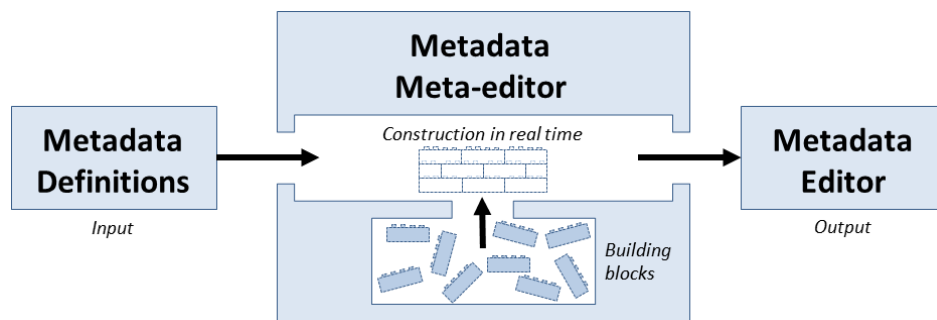 Metadata
Meta-editor
Construction in real time
Metadata
Definitions
Input
Metadata
Editor
Output
Building
blocks